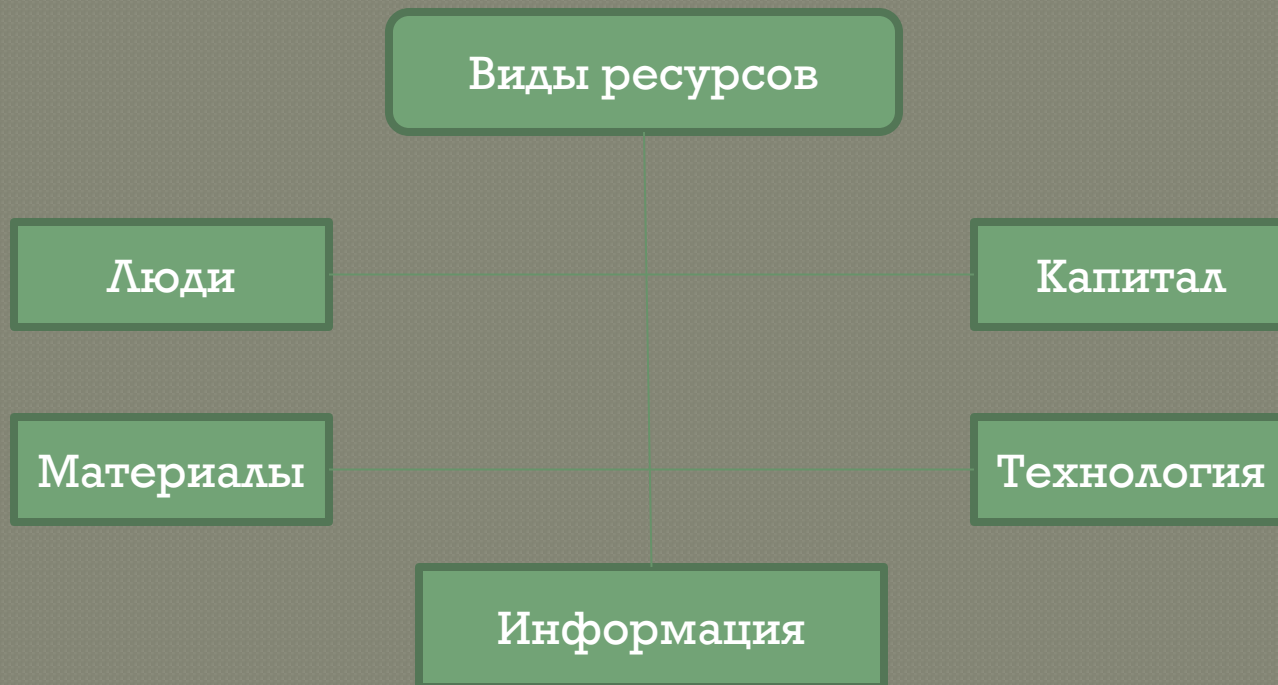 Виды ресурсов
Люди
Капитал
Материалы
Технология
Информация